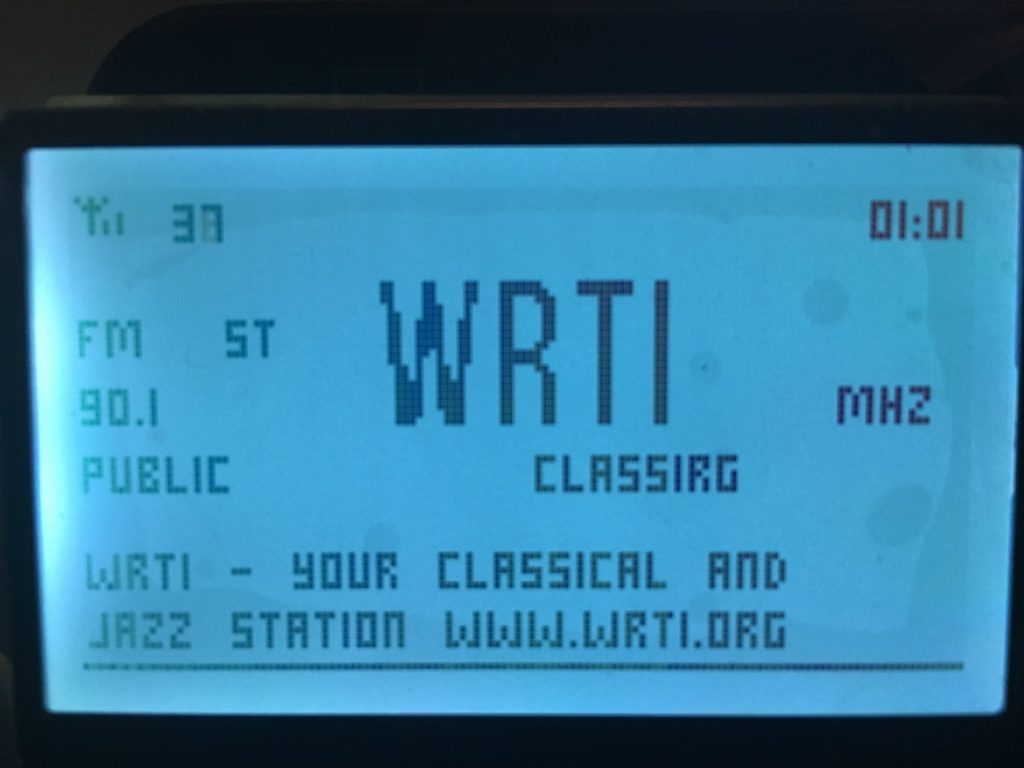 01:01
WRTI
FM ST
90.1 MHZ
PUBLIC CLASSIRG
WRTI - YOUR CLASSICAL AND
JAZZ STATION WWW.WRTI.ORG